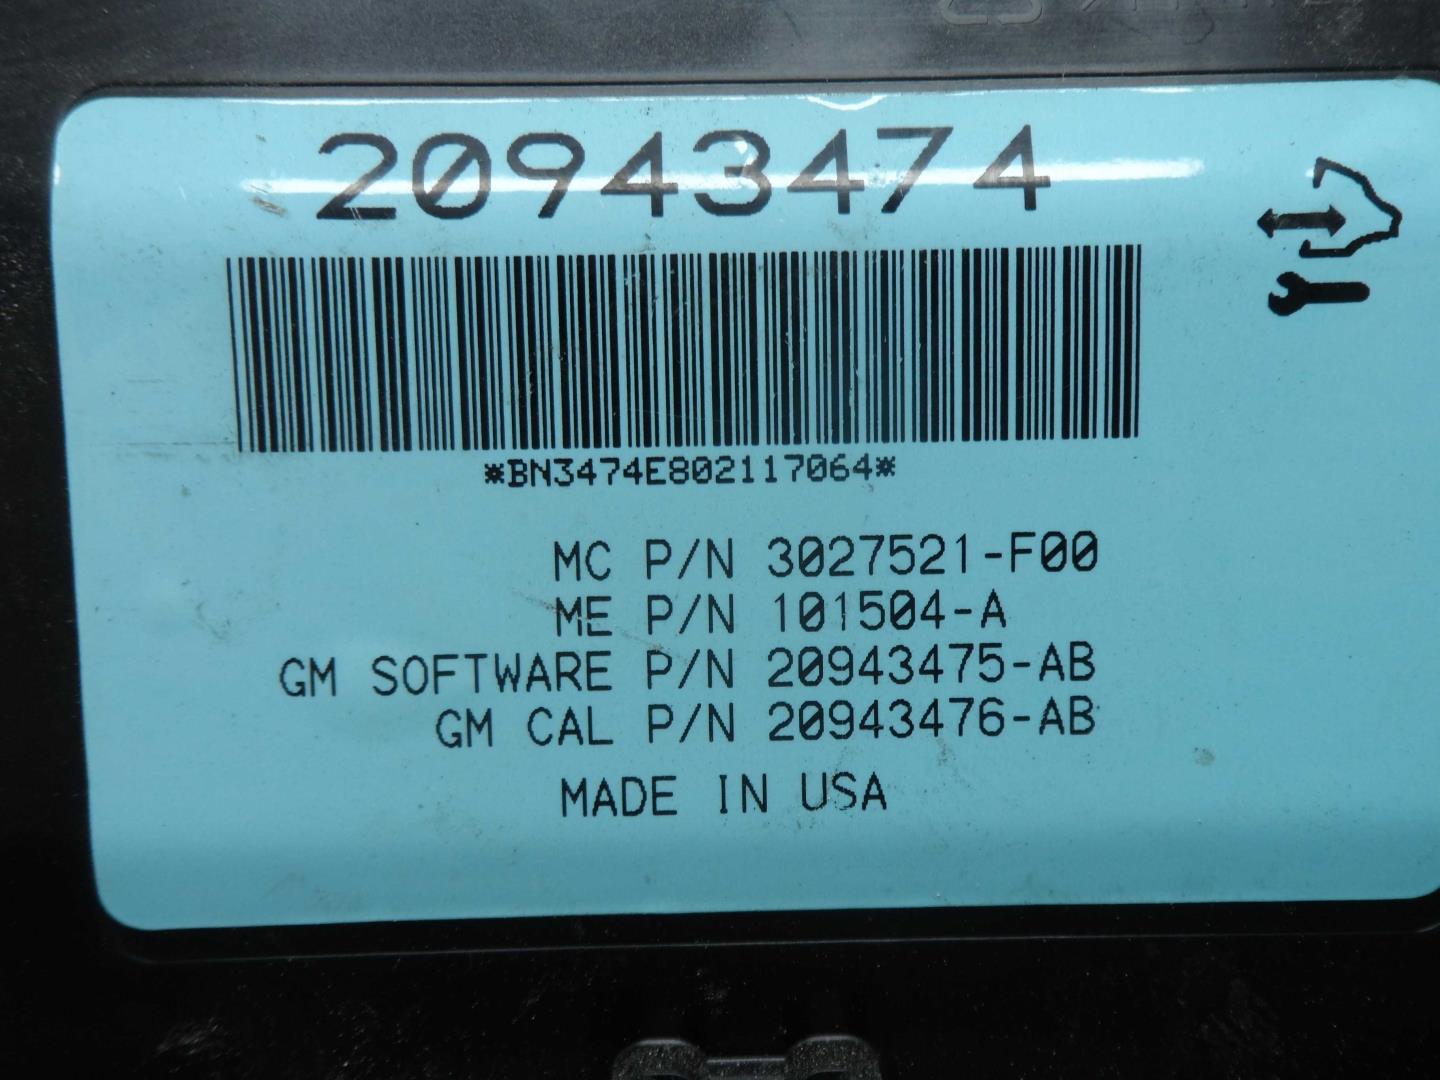 20943474
*BN3474E802117064*
MC P/N 3027521-F00
ME P/N 101504-A
GM SOFTWARE P/N 20943475-AB
GM CAL P/N 20943476-AB
MADE IN USA